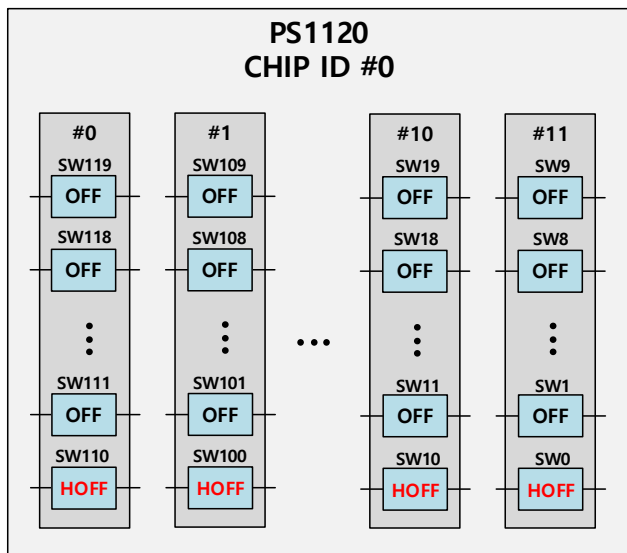 PS1120
CHIP ID #0
#0 #1 #10 #11
SW119 SW109 SW19 SW9
OFF OFF OFF OFF
SW118 SW108 SW18 SW8
OFF OFF OFF OFF
SW111 SW101 SW11 SW1
OFF OFF OFF OFF
SW110 SW100 SW10 SW0
HOFF HOFF HOFF HOFF